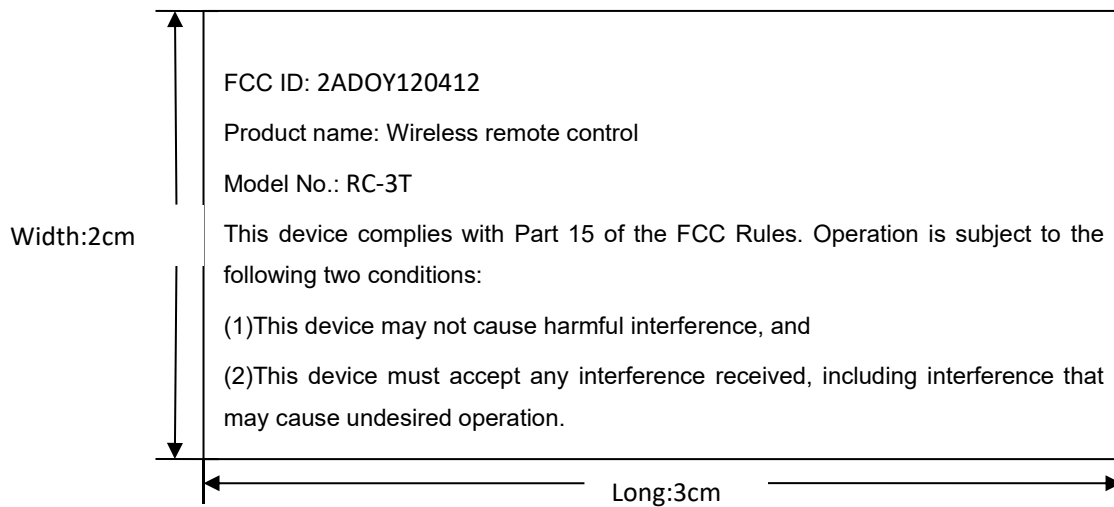 FCC ID: 2ADOY120412
Product name: Wireless remote control
Model No.: RC-3T
Width:2cm
This device complies with Part 15 of the FCC Rules. Operation is subject to the
following two conditions:
(1)This device may not cause harmful interference, and
(2)This device must accept any interference received, including interference that
may cause undesired operation.
Long:3cm